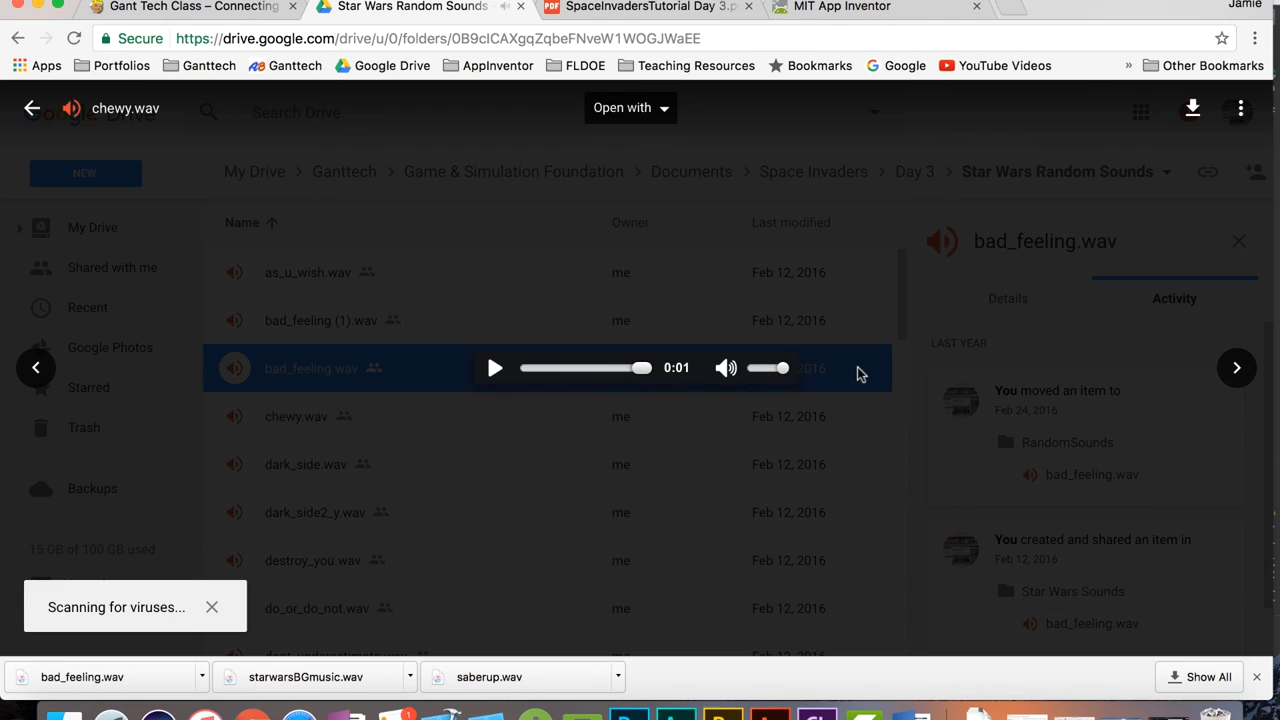 Gant Tech Class – Connecting
Star Wars Random Sounds
SpaceInvadersTutorial Day 3.p
MIT App Inventor
Jamie
Secure
https://drive.google.com/drive/u/0/folders/0B9cICAXgqZqbeFNveW1WOGJWaEE
Apps
Portfolios
Ganttech
Ganttech
Google Drive
AppInventor
FLDOE
Teaching Resources
Bookmarks
Google
YouTube Videos
»
Other Bookmarks
chewy.wav
Search Drive
Open with
NEW
My Drive
Ganttech
Game & Simulation Foundation
Documents
Space Invaders
Day 3
Star Wars Random Sounds
My Drive
Shared with me
Recent
Google Photos
Starred
Trash
Backups
15 GB of 100 GB used
Name
Owner
Last modified
as_u_wish.wav me Feb 12, 2016
bad_feeling (1).wav me Feb 12, 2016
bad_feeling.wav 2016
0:01
chewy.wav me Feb 12, 2016
dark_side.wav me Feb 12, 2016
dark_side2_y.wav me Feb 12, 2016
destroy_you.wav me Feb 12, 2016
do_or_do_not.wav me Feb 12, 2016
bad_feeling.wav
Details
Activity
LAST YEAR
You moved an item to
Feb 24, 2016
RandomSounds
bad_feeling.wav
You created and shared an item in
Feb 12, 2016
Star Wars Sounds
bad_feeling.wav
Scanning for viruses...
bad_feeling.wav
starwarsBGmusic.wav
saberup.wav
Show All